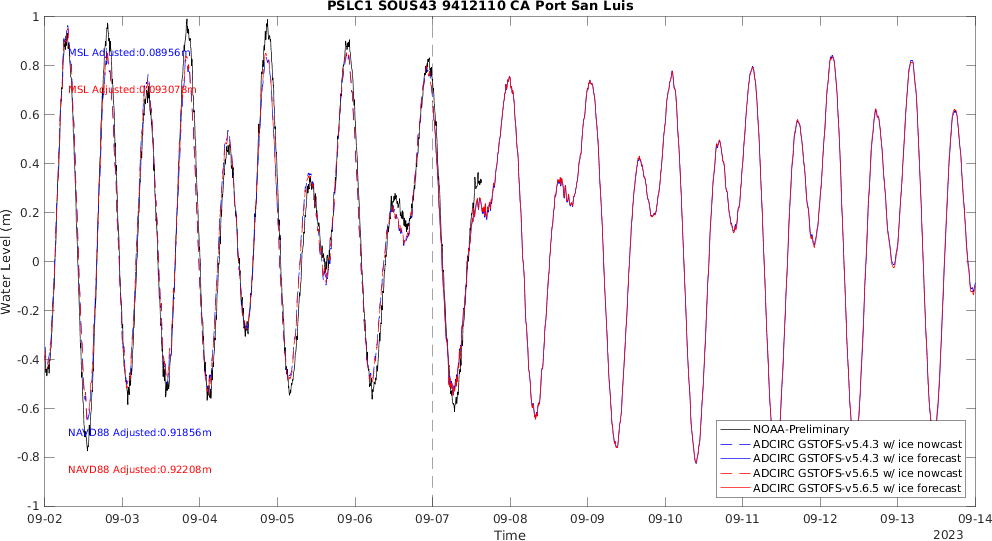 PSLC1 SOUS43 9412110 CA Port San Luis
1
0.8
0.6
0.4
0.2
0
-0.2
-0.4
-0.6
-0.8
-1
Water Level (m)
MSL Adjusted:0.08956m
MSL Adjusted:0.093078m
NAVD88 Adjusted:0.91856m
NAVD88 Adjusted:0.92208m
NOAA-Preliminary
ADCIRC GSTOFS-v5.4.3 w/ ice nowcast
ADCIRC GSTOFS-v5.4.3 w/ ice forecast
ADCIRC GSTOFS-v5.6.5 w/ ice nowcast
ADCIRC GSTOFS-v5.6.5 w/ ice forecast
09-02 09-03 09-04 09-05 09-06 09-07 09-08 09-09 09-10 09-11 09-12 09-13 09-14
Time
2023